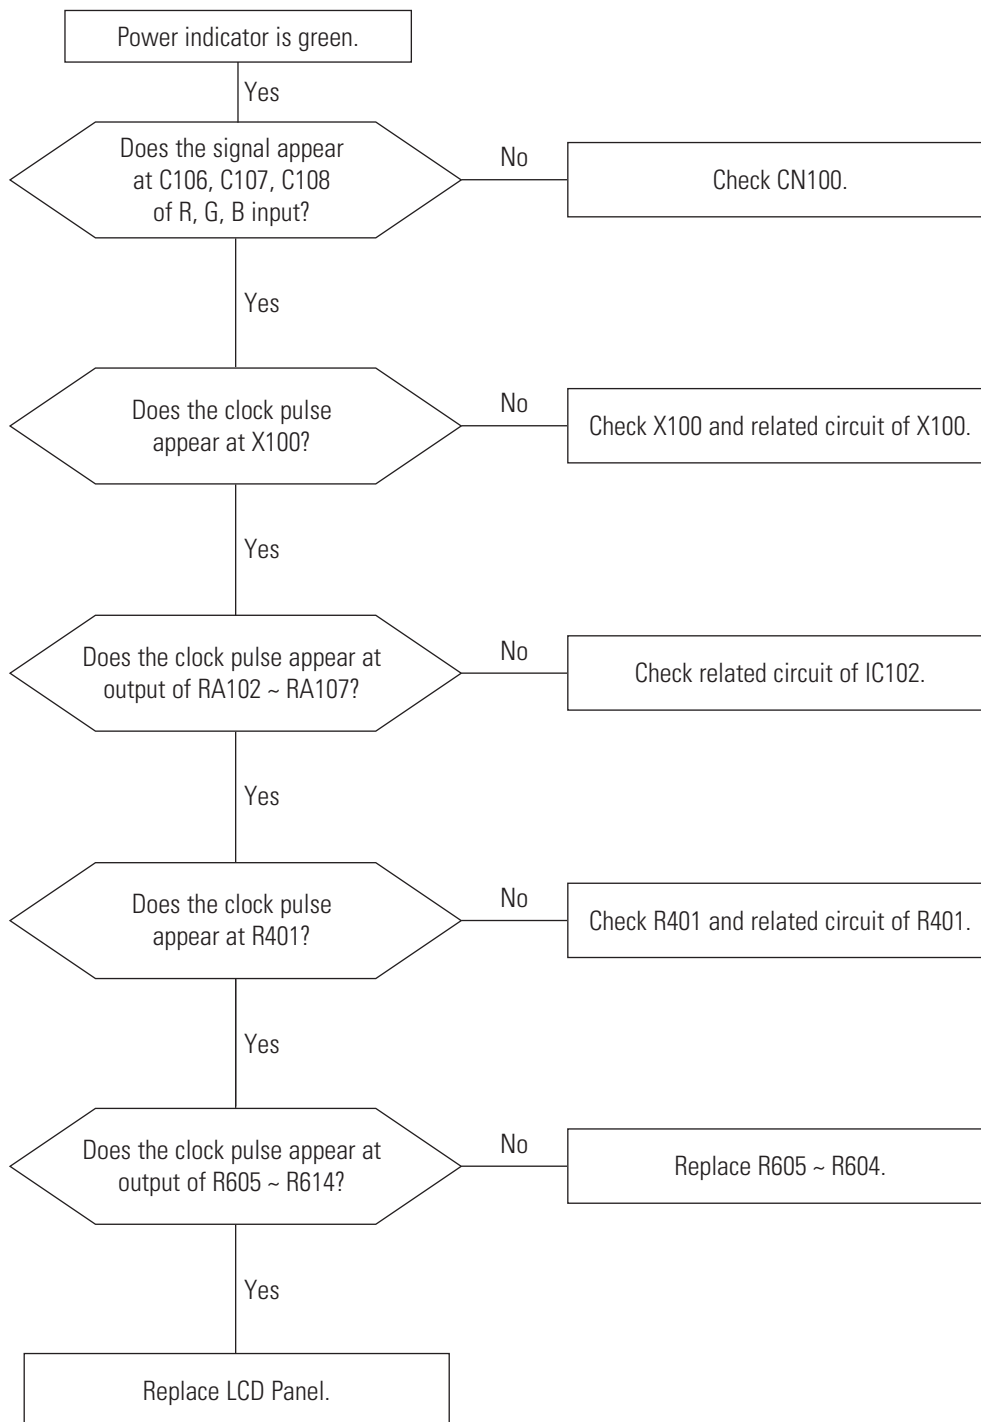 Power indicator is green.
Yes
Does the signal appear
at C106, C107, C108
of R, G, B input?
No
Check CN100.
Yes
Does the clock pulse
appear at X100?
No
Check X100 and related circuit of X100.
Yes
Does the clock pulse appear at
output of RA102 ~ RA107?
No
Check related circuit of IC102.
Yes
Does the clock pulse
appear at R401?
No
Check R401 and related circuit of R401.
Yes
Does the clock pulse appear at
output of R605 ~ R614?
No
Replace R605 ~ R604.
Yes
Replace LCD Panel.